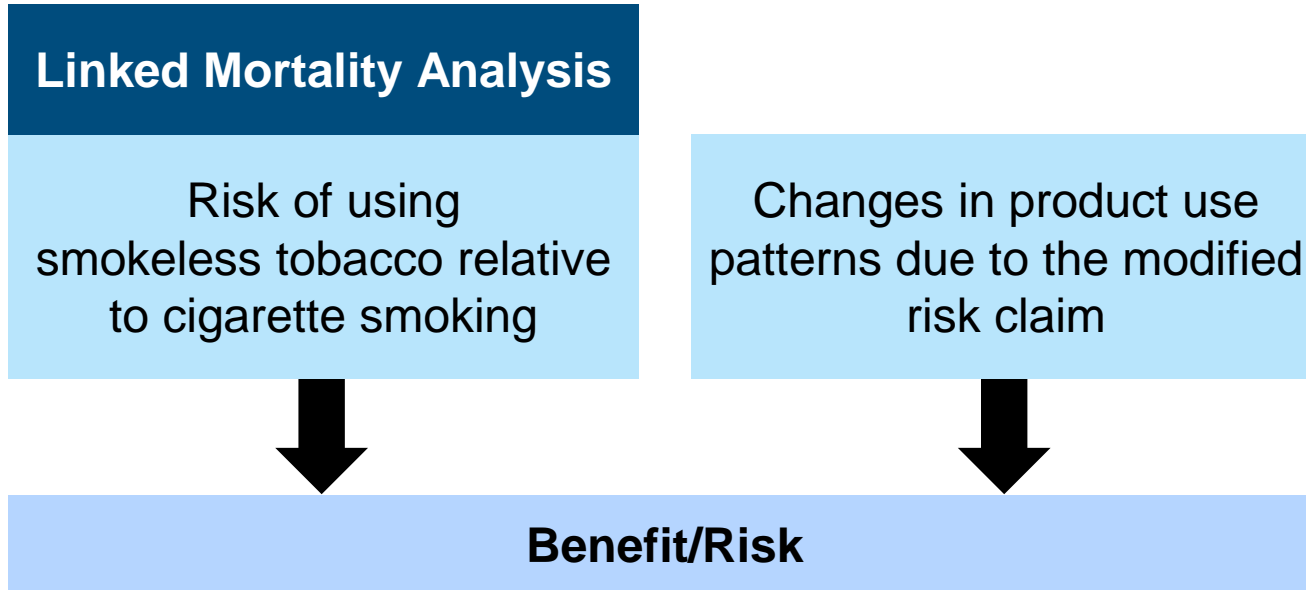 Linked Mortality Analysis
Risk of using
smokeless tobacco relative
to cigarette smoking
Changes in product use
patterns due to the modified
risk claim
Benefit/Risk